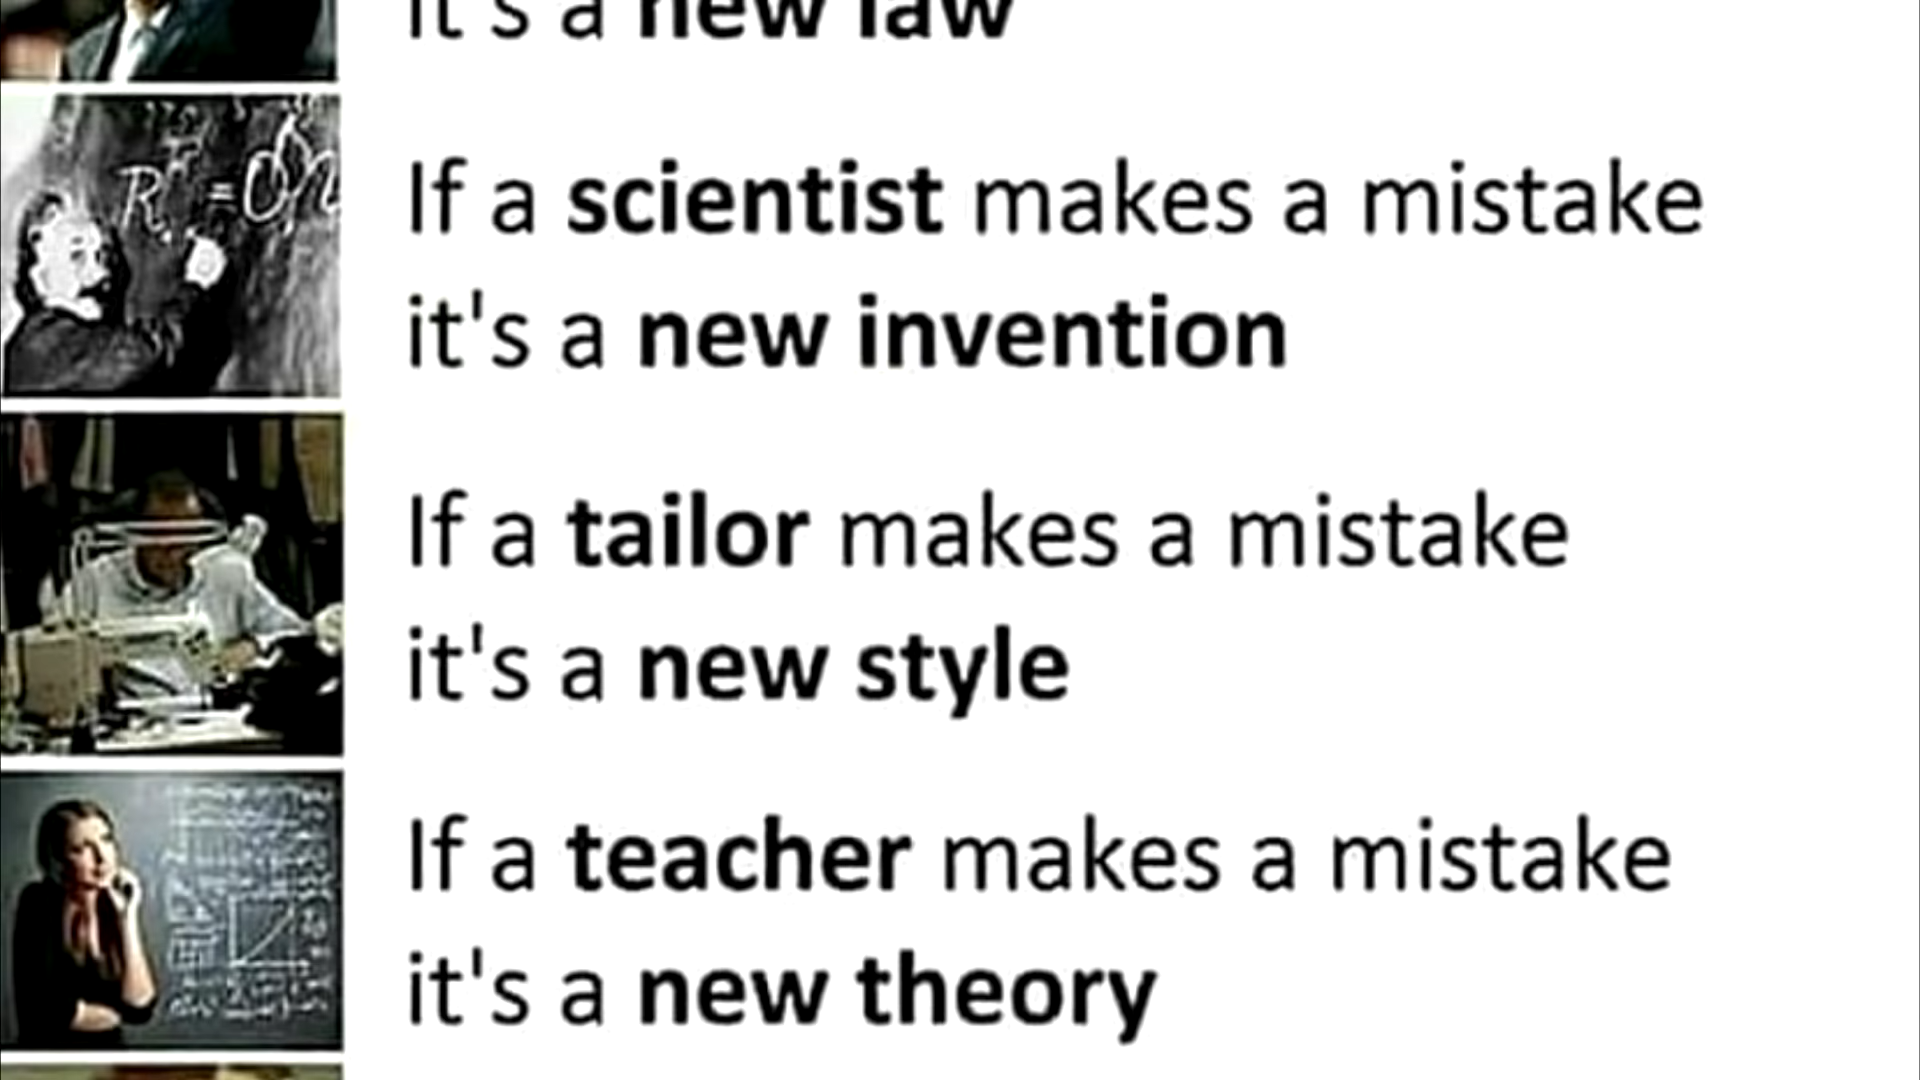 it's a new law
If a scientist makes a mistake
it's a new invention
If a tailor makes a mistake
it's a new style
If a teacher makes a mistake
it's a new theory